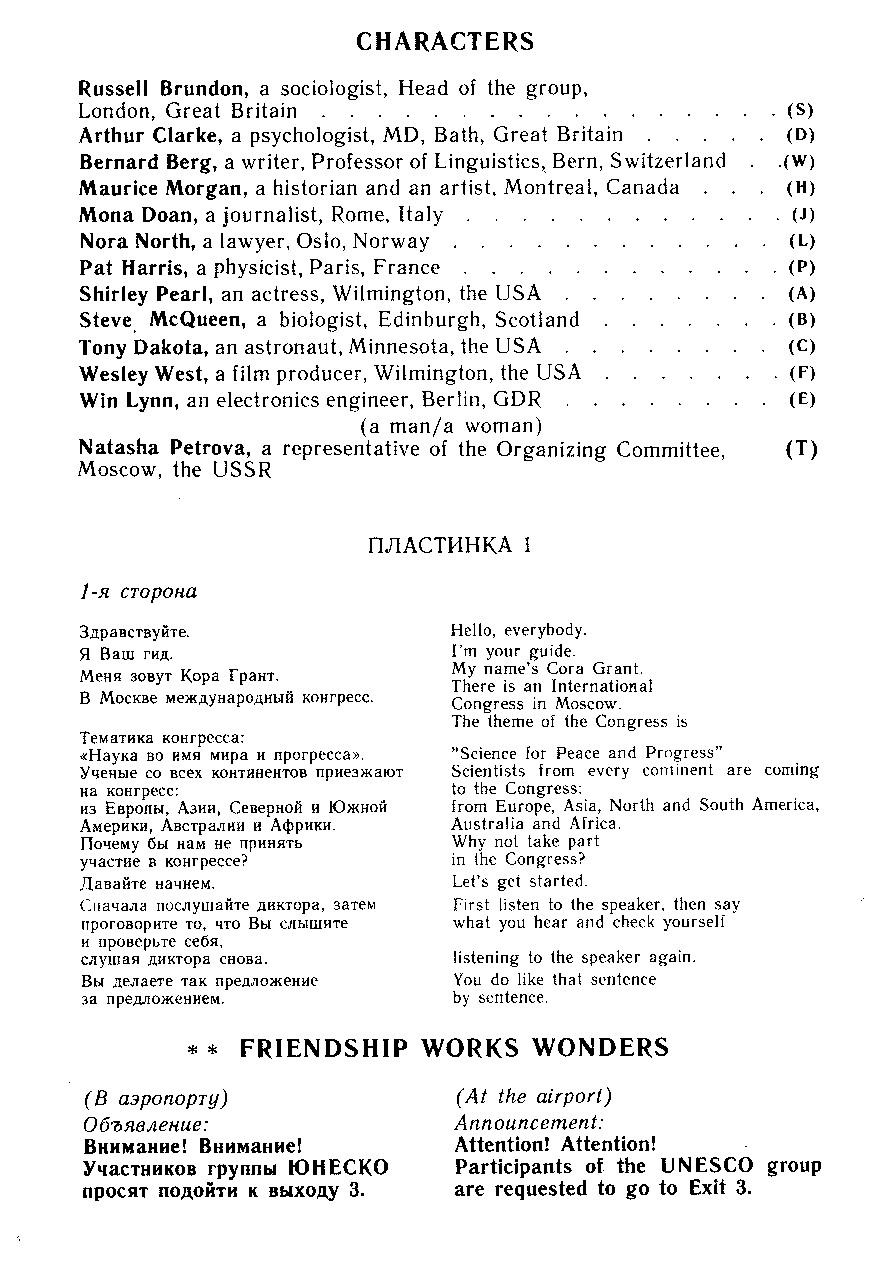 CHARACTERS
Russell Brundon, a sociologist, Head of the group,
London, Great Britain . . . . . . . . . . . . . . . . . (S)
Arthur Clarke, a psychologist, MD, Bath, Great Britain . . . . . (D)
Bernard Berg, a writer, Professor of Linguistics, Bern, Switzerland . .(W)
Maurice Morgan, a historian and an artist, Montreal, Canada . . . (H)
Mona Doan, a journalist, Rome, Italy . . . . . . . . . . . . (J)
Nora North, a lawyer, Oslo, Norway . . . . . . . . . . . . (L)
Pat Harris, a physicist, Paris, France . . . . . . . . . . . . (P)
Shirley Pearl, an actress, Wilmington, the USA . . . . . . . . (A)
Steve McQueen, a biologist, Edinburgh, Scotland . . . . . . . (B)
Tony Dakota, an astronaut, Minnesota, the USA . . . . . . . . (C)
Wesley West, a film producer, Wilmington, the USA . . . . . . . (F)
Win Lynn, an electronics engineer, Berlin, GDR . . . . . . . . (E)
(a man/a woman)
Natasha Petrova, a representative of the Organizing Committee, (T)
Moscow, the USSR
ПЛАСТИНКА 1
1-я сторона
Здравствуйте.
Я Ваш гид.
Меня зовут Кора Грант.
В Москве международный конгресс.
Тематика конгресса:
«Наука во имя мира и прогресса».
Ученые со всех континентов приезжают
на конгресс:
из Европы, Азии, Северной и Южной
Америки, Австралии и Африки.
Почему бы нам не принять
участие в конгрессе?
Давайте начнем.
Сначала послушайте диктора, затем
проговорите то, что Вы слышите
и проверьте себя,
слушая диктора снова.
Вы делаете так предложение
за предложением.
Hello, everybody.
I'm your guide.
My name's Cora Grant.
There is an International
Congress in Moscow.
The theme of the Congress is
"Science for Peace and Progress"
Scientists from every continent are coming
to the Congress:
from Europe, Asia, North and South America,
Australia and Africa.
Why not take part
in the Congress?
Let's get started.
First listen to the speaker, then say
what you hear and check yourself
listening to the speaker again.
You do like that sentence
by sentence.
* * FRIENDSHIP WORKS WONDERS
(В аэропорту)
Объявление:
Внимание! Внимание!
Участников группы ЮНЕСКО
просят подойти к выходу 3.
(At the airport)
Announcement:
Attention! Attention!
Participants of the UNESCO group
are requested to go to Exit 3.